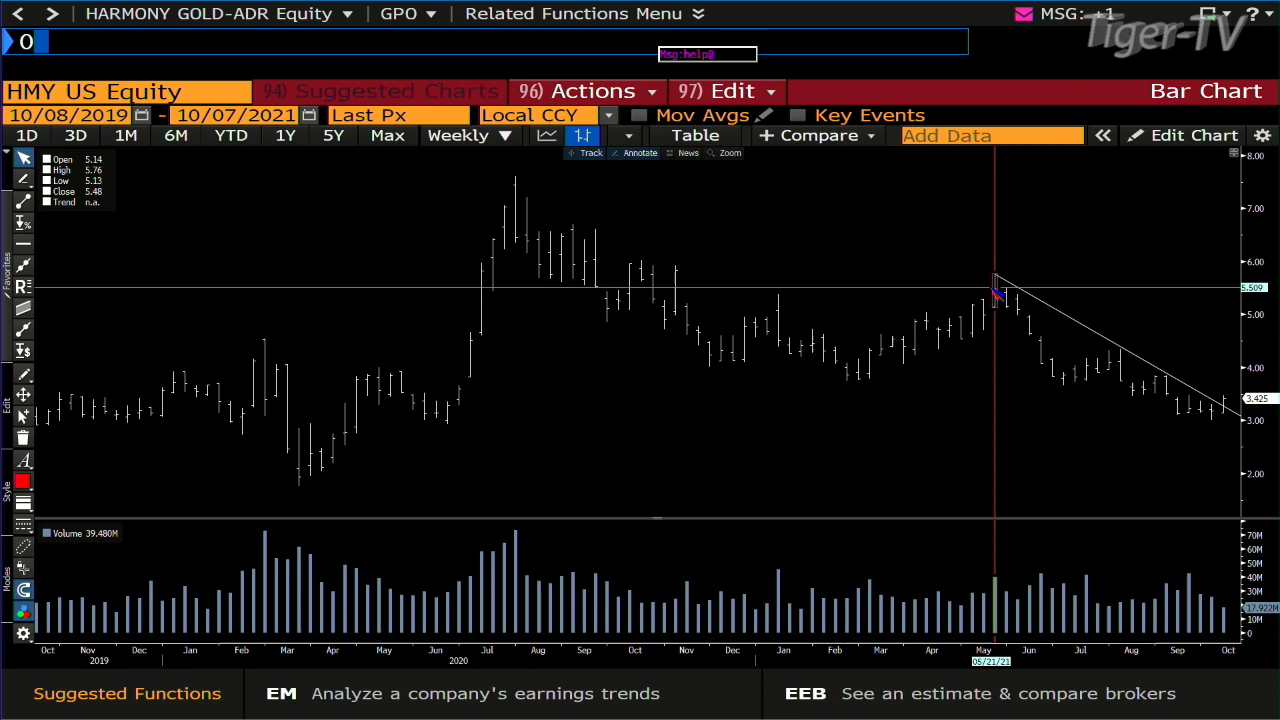 HARMONY GOLD-ADR Equity GPO Related Functions Menu MSG: +1 ?
Tiger-TV
O
Msg:help@
HMY US Equity 94) Suggested Charts 96) Actions 97) Edit Bar Chart
10/08/2019 - 10/07/2021 Last Px Local CCY Mov Avgs Key Events
1D 3D 1M 6M YTD 1Y 5Y Max Weekly Table + Compare Add Data Edit Chart
Track Annotate News Zoom
Open 5.14
High 5.76
Low 5.13
Close 5.48
Trend n.a.
8.00
7.00
6.00
5.509
5.00
4.00
3.425
3.00
2.00
Favorites
Edit
Style
Modes
Volume 39.480M
70M
60M
50M
40M
30M
17.922M
10M
0
Oct Nov Dec Jan Feb Mar Apr May Jun Jul Aug Sep Oct Nov Dec Jan Feb Mar Apr May Jun Jul Aug Sep Oct
2019 2020 05/21/21
Suggested Functions EM Analyze a company's earnings trends EEB See an estimate & compare brokers